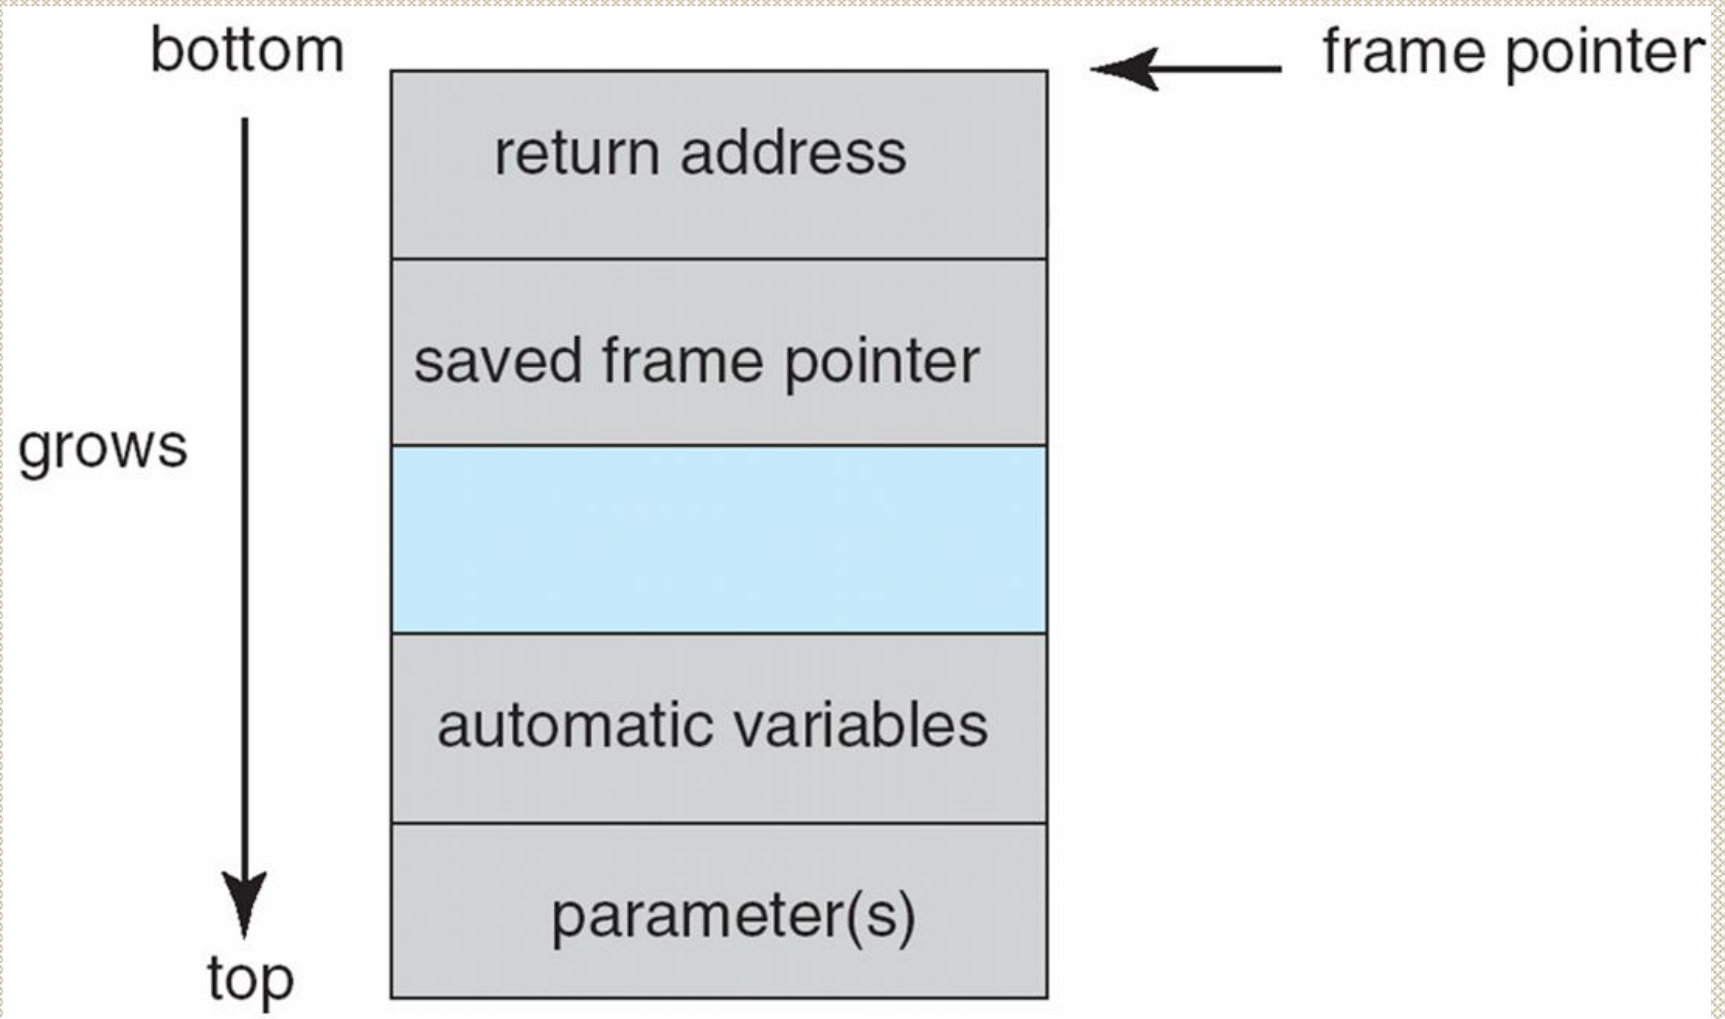 bottom
frame pointer
return address
saved frame pointer
grows
automatic variables
parameter(s)
top